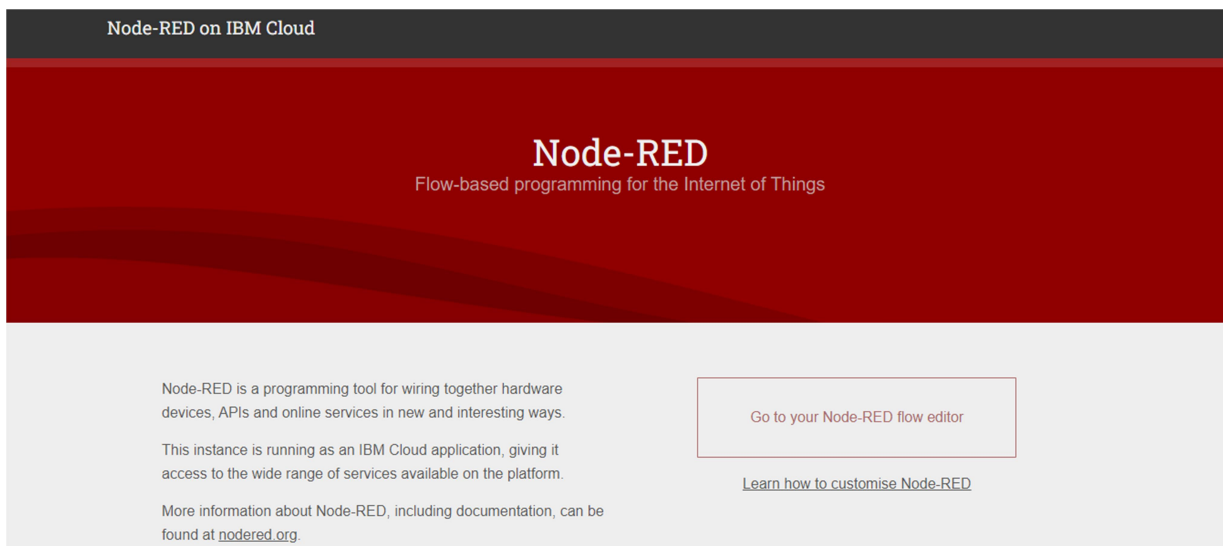 Node-RED on IBM Cloud
Node-RED
Flow-based programming for the Internet of Things
Node-RED is a programming tool for wiring together hardware
devices, APIs and online services in new and interesting ways.
This instance is running as an IBM Cloud application, giving it
access to the wide range of services available on the platform.
More information about Node-RED, including documentation, can be
found at nodered.org.
Go to your Node-RED flow editor
Learn how to customise Node-RED